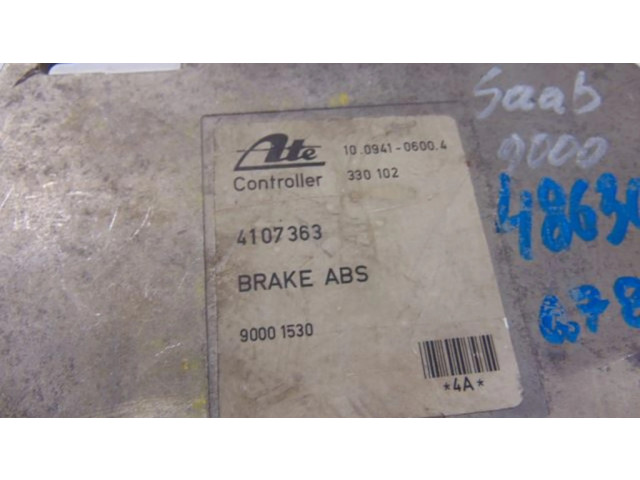 Ate
10.0941-0600.4
Controller
330 102
4107363
BRAKE ABS
9000 1530
*4A*
Saab
9000